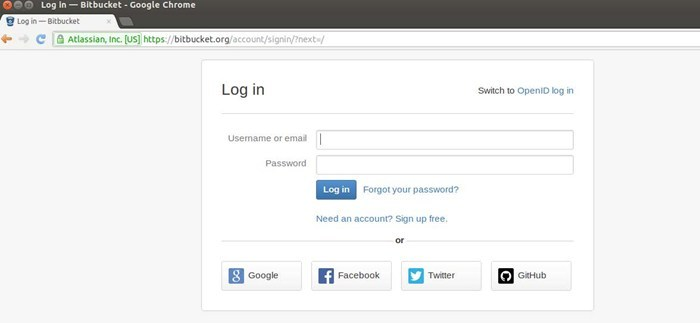 Log in — Bitbucket - Google Chrome
Log in — Bitbucket
Atlassian, Inc. [US] https://bitbucket.org/account/signin/?next=/
Log in
Switch to OpenID log in
Username or email
Password
Log in Forgot your password?
Need an account? Sign up free.
or
Google Facebook Twitter GitHub